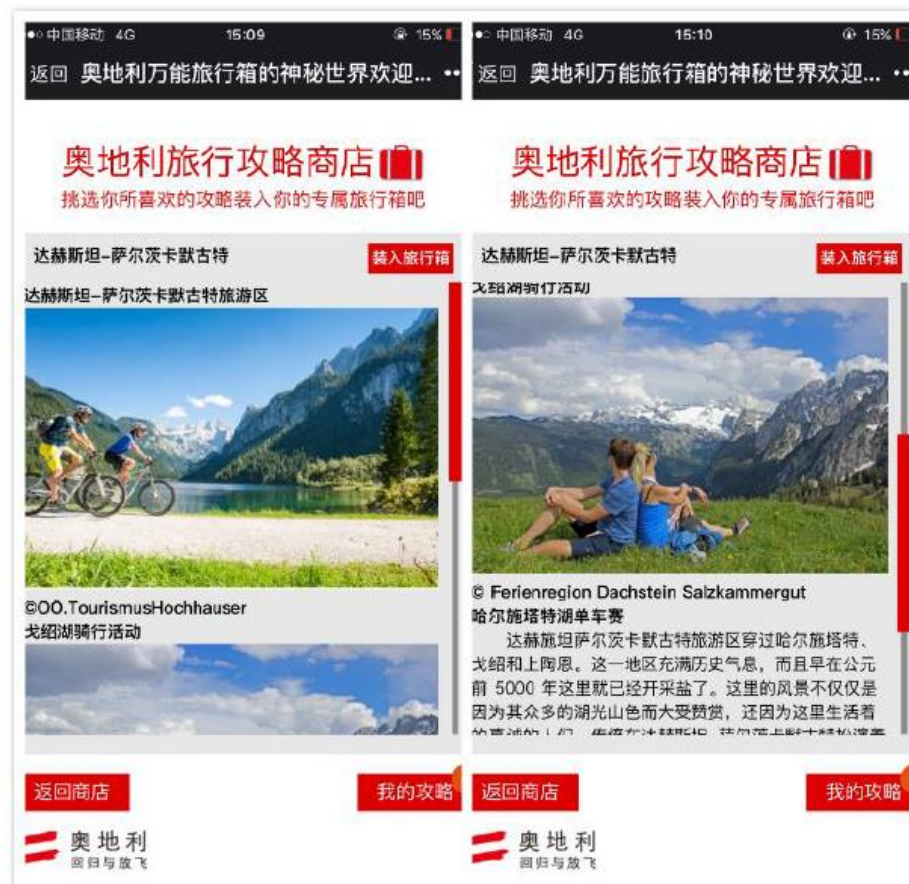 中国移动 4G 15:09 15%
返回 奥地利万能旅行箱的神秘世界欢迎...
奥地利旅行攻略商店
挑选你所喜欢的攻略装入你的专属旅行箱吧
达赫斯坦-萨尔茨卡默古特 装入旅行箱
达赫斯坦-萨尔茨卡默古特旅游区
©OÖ.TourismusHochhauser
戈绍湖骑行活动
返回商店 我的攻略
奥地利
回归与放飞
中国移动 4G 15:10 15%
返回 奥地利万能旅行箱的神秘世界欢迎...
奥地利旅行攻略商店
挑选你所喜欢的攻略装入你的专属旅行箱吧
达赫斯坦-萨尔茨卡默古特 装入旅行箱
戈绍湖骑行活动
© Ferienregion Dachstein Salzkammergut
哈尔施塔特湖单车赛
达赫施坦萨尔茨卡默古特旅游区穿过哈尔施塔特、
戈绍和上陶恩。这一地区充满历史气息，而且早在公元
前 5000 年这里就已经开采盐了。这里的风景不仅仅是
因为其众多的湖光山色而大受赞赏，还因为这里生活着
返回商店 我的攻略
奥地利
回归与放飞